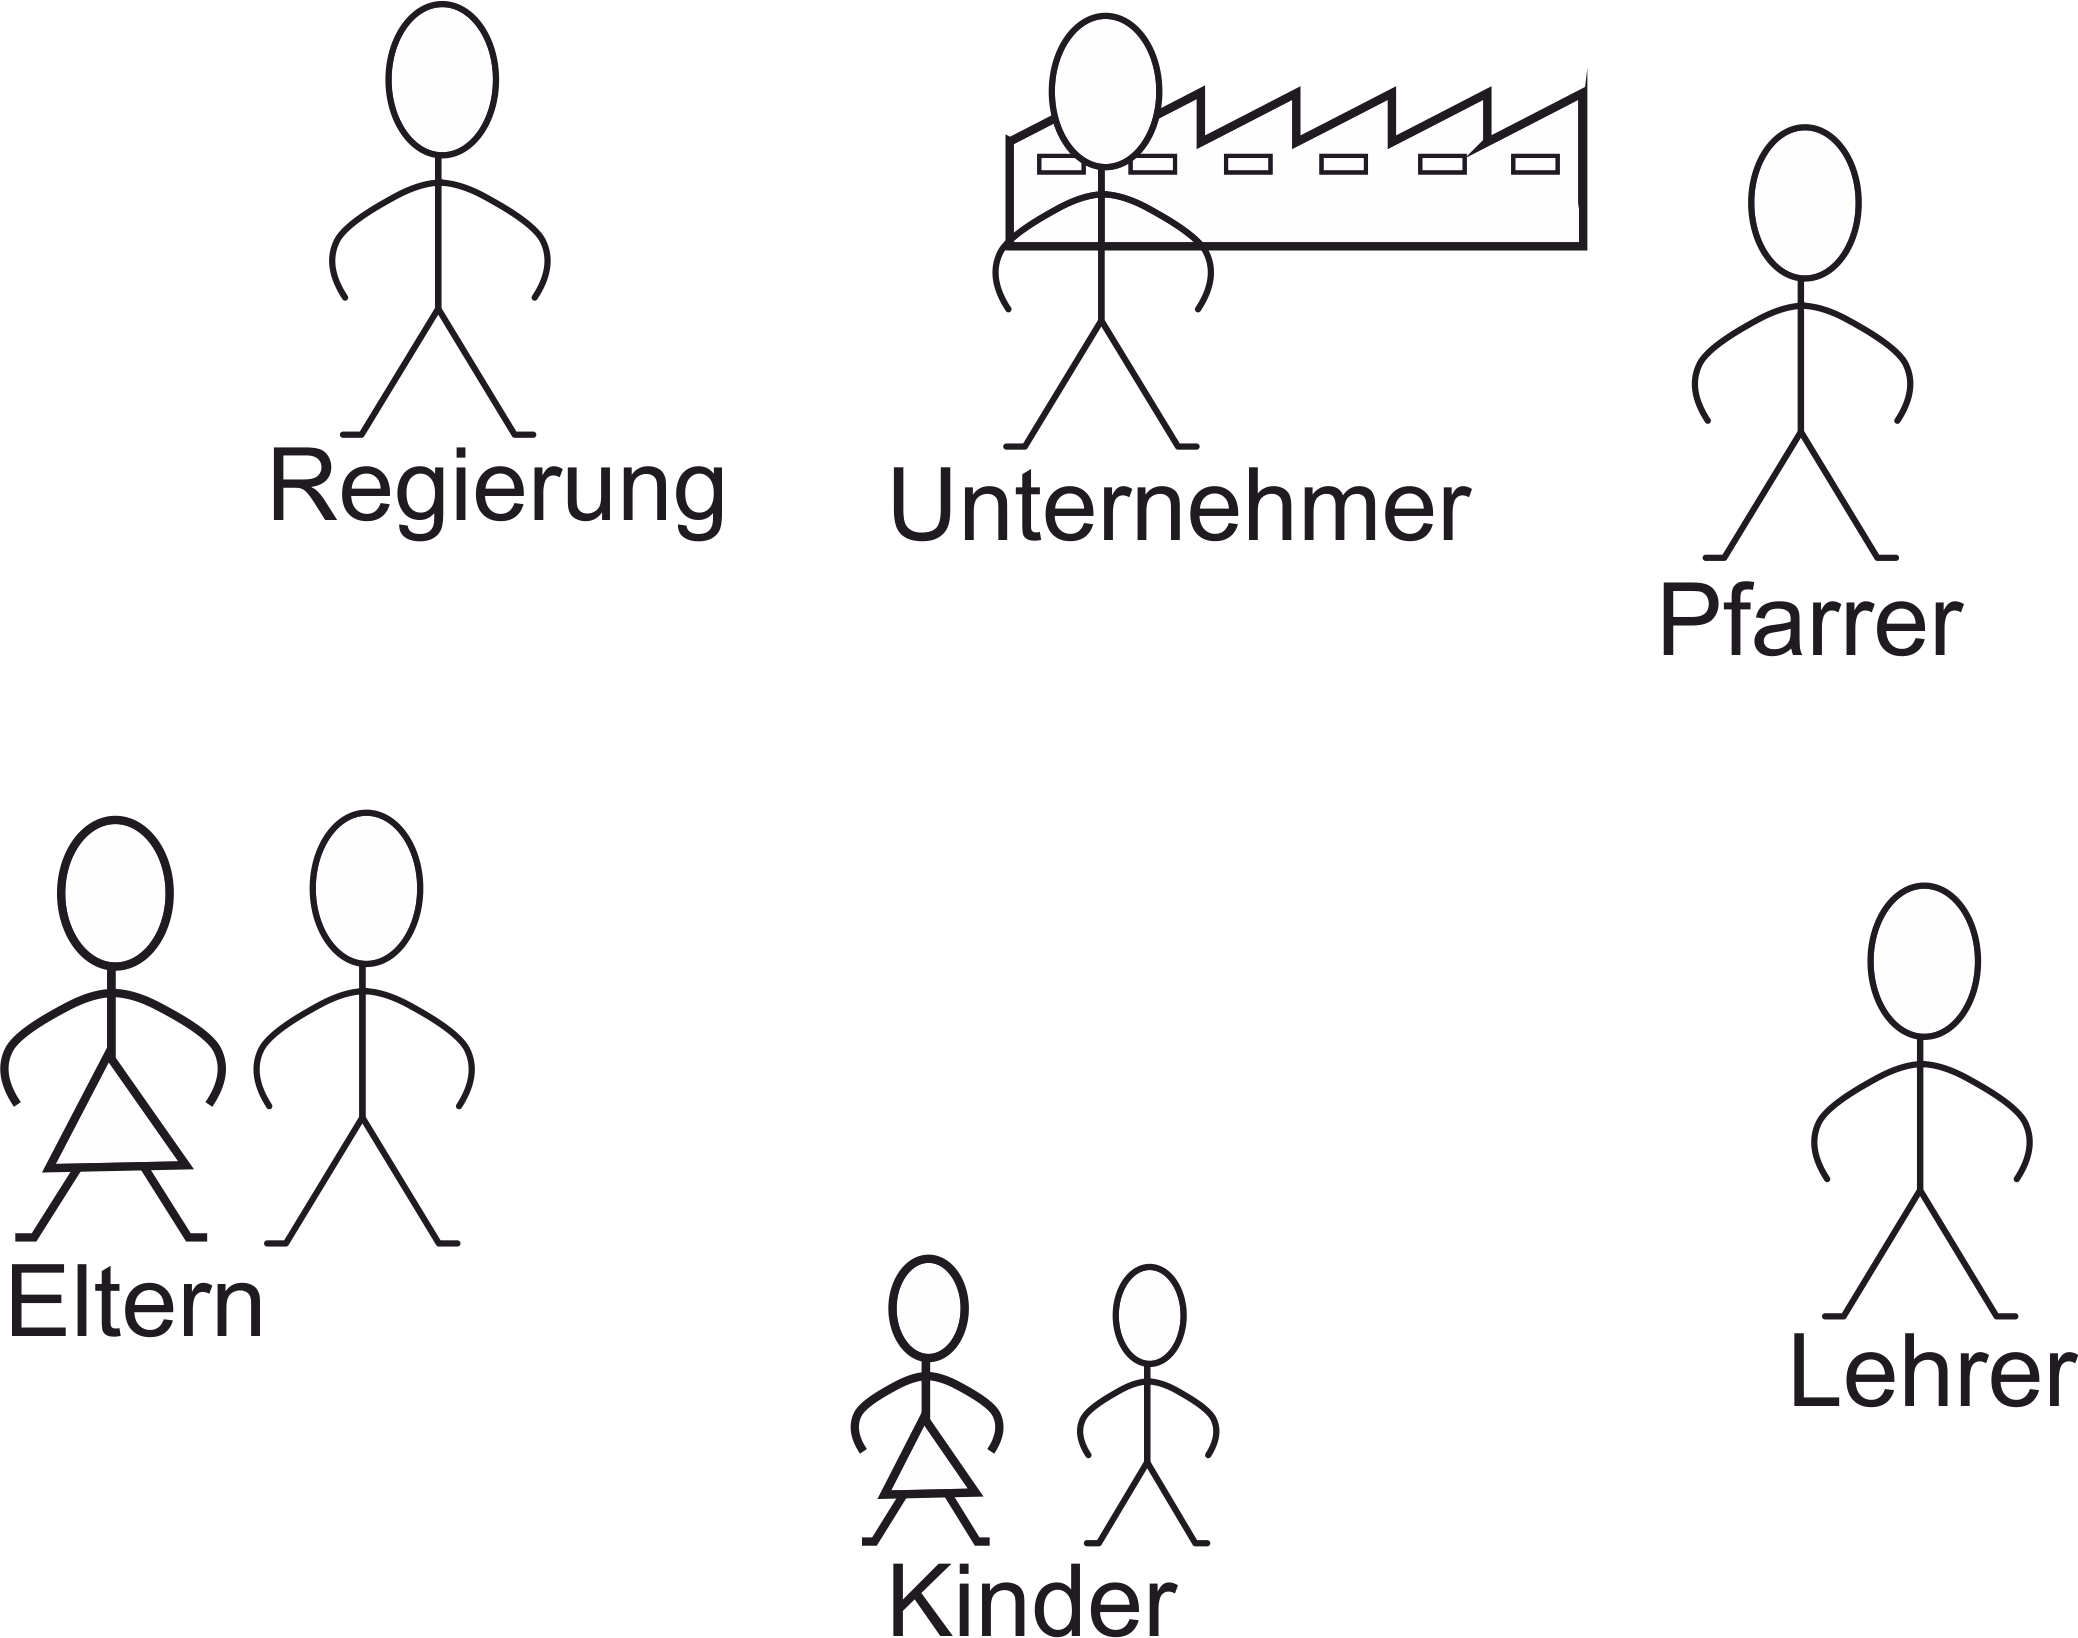 Regierung
Unternehmer
Pfarrer
Eltern
Lehrer
Kinder